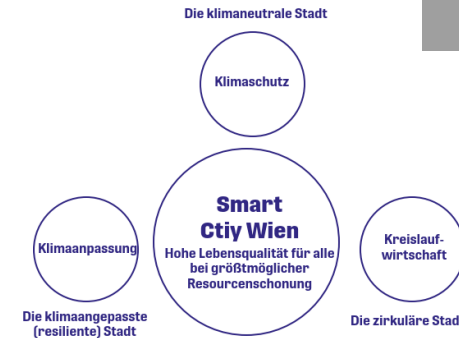 Die klimaneutrale Stadt
Klimaschutz
Smart
Ctiy Wien
Hohe Lebensqualität für alle
bei größtmöglicher
Resourcenschonung
Klimaanpassung
Kreislauf-
wirtschaft
Die klimaangepasste
(resiliente) Stadt
Die zirkuläre Stad